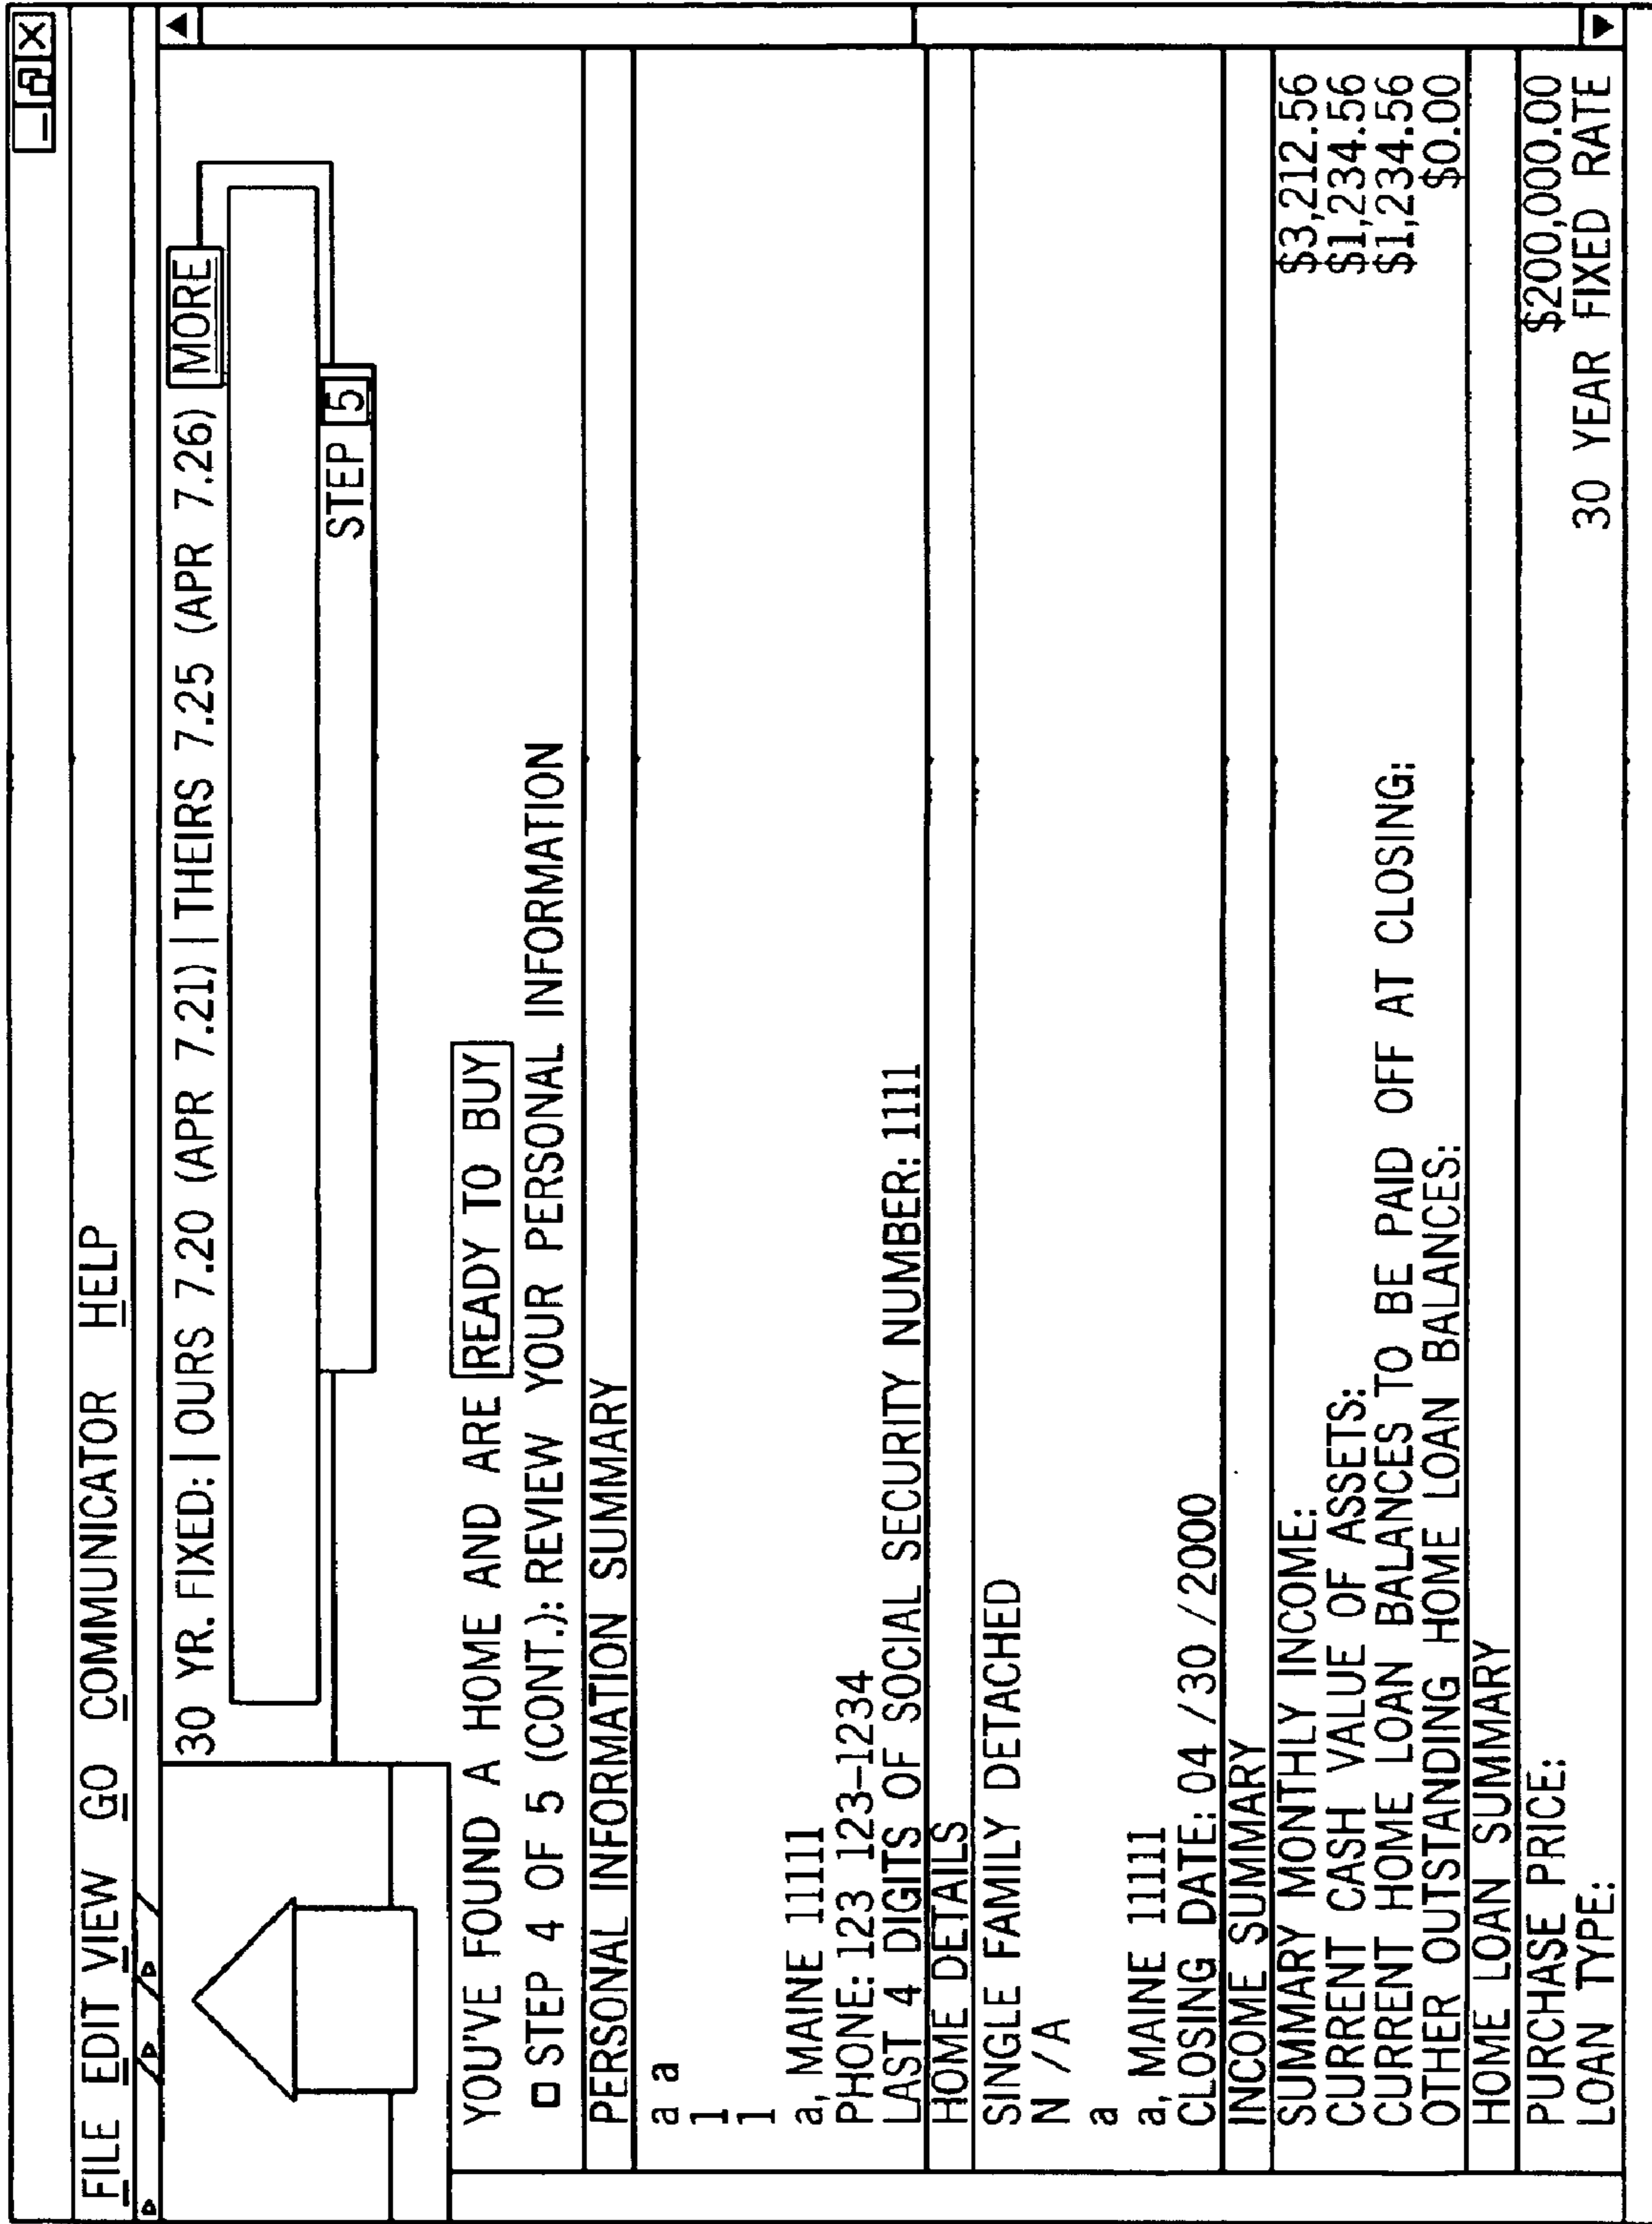 FILE EDIT VIEW GO COMMUNICATOR HELP
30 YR. FIXED: | OURS 7.20 (APR 7.21) | THEIRS 7.25 (APR 7.26) MORE
STEP 5
YOU'VE FOUND A HOME AND ARE READY TO BUY
STEP 4 OF 5 (CONT.): REVIEW YOUR PERSONAL INFORMATION
PERSONAL INFORMATION SUMMARY
a a
1
1
a, MAINE 11111
PHONE: 123 123-1234
LAST 4 DIGITS OF SOCIAL SECURITY NUMBER: 1111
HOME DETAILS
SINGLE FAMILY DETACHED
N /A
a
a, MAINE 11111
CLOSING DATE: 04 /30 /2000
INCOME SUMMARY
SUMMARY MONTHLY INCOME: $3,212.56
CURRENT CASH VALUE OF ASSETS: $1,234.56
CURRENT HOME LOAN BALANCES TO BE PAID OFF AT CLOSING: $1,234.56
OTHER OUTSTANDING HOME LOAN BALANCES: $0.00
HOME LOAN SUMMARY
PURCHASE PRICE: $200,000.00
LOAN TYPE: 30 YEAR FIXED RATE